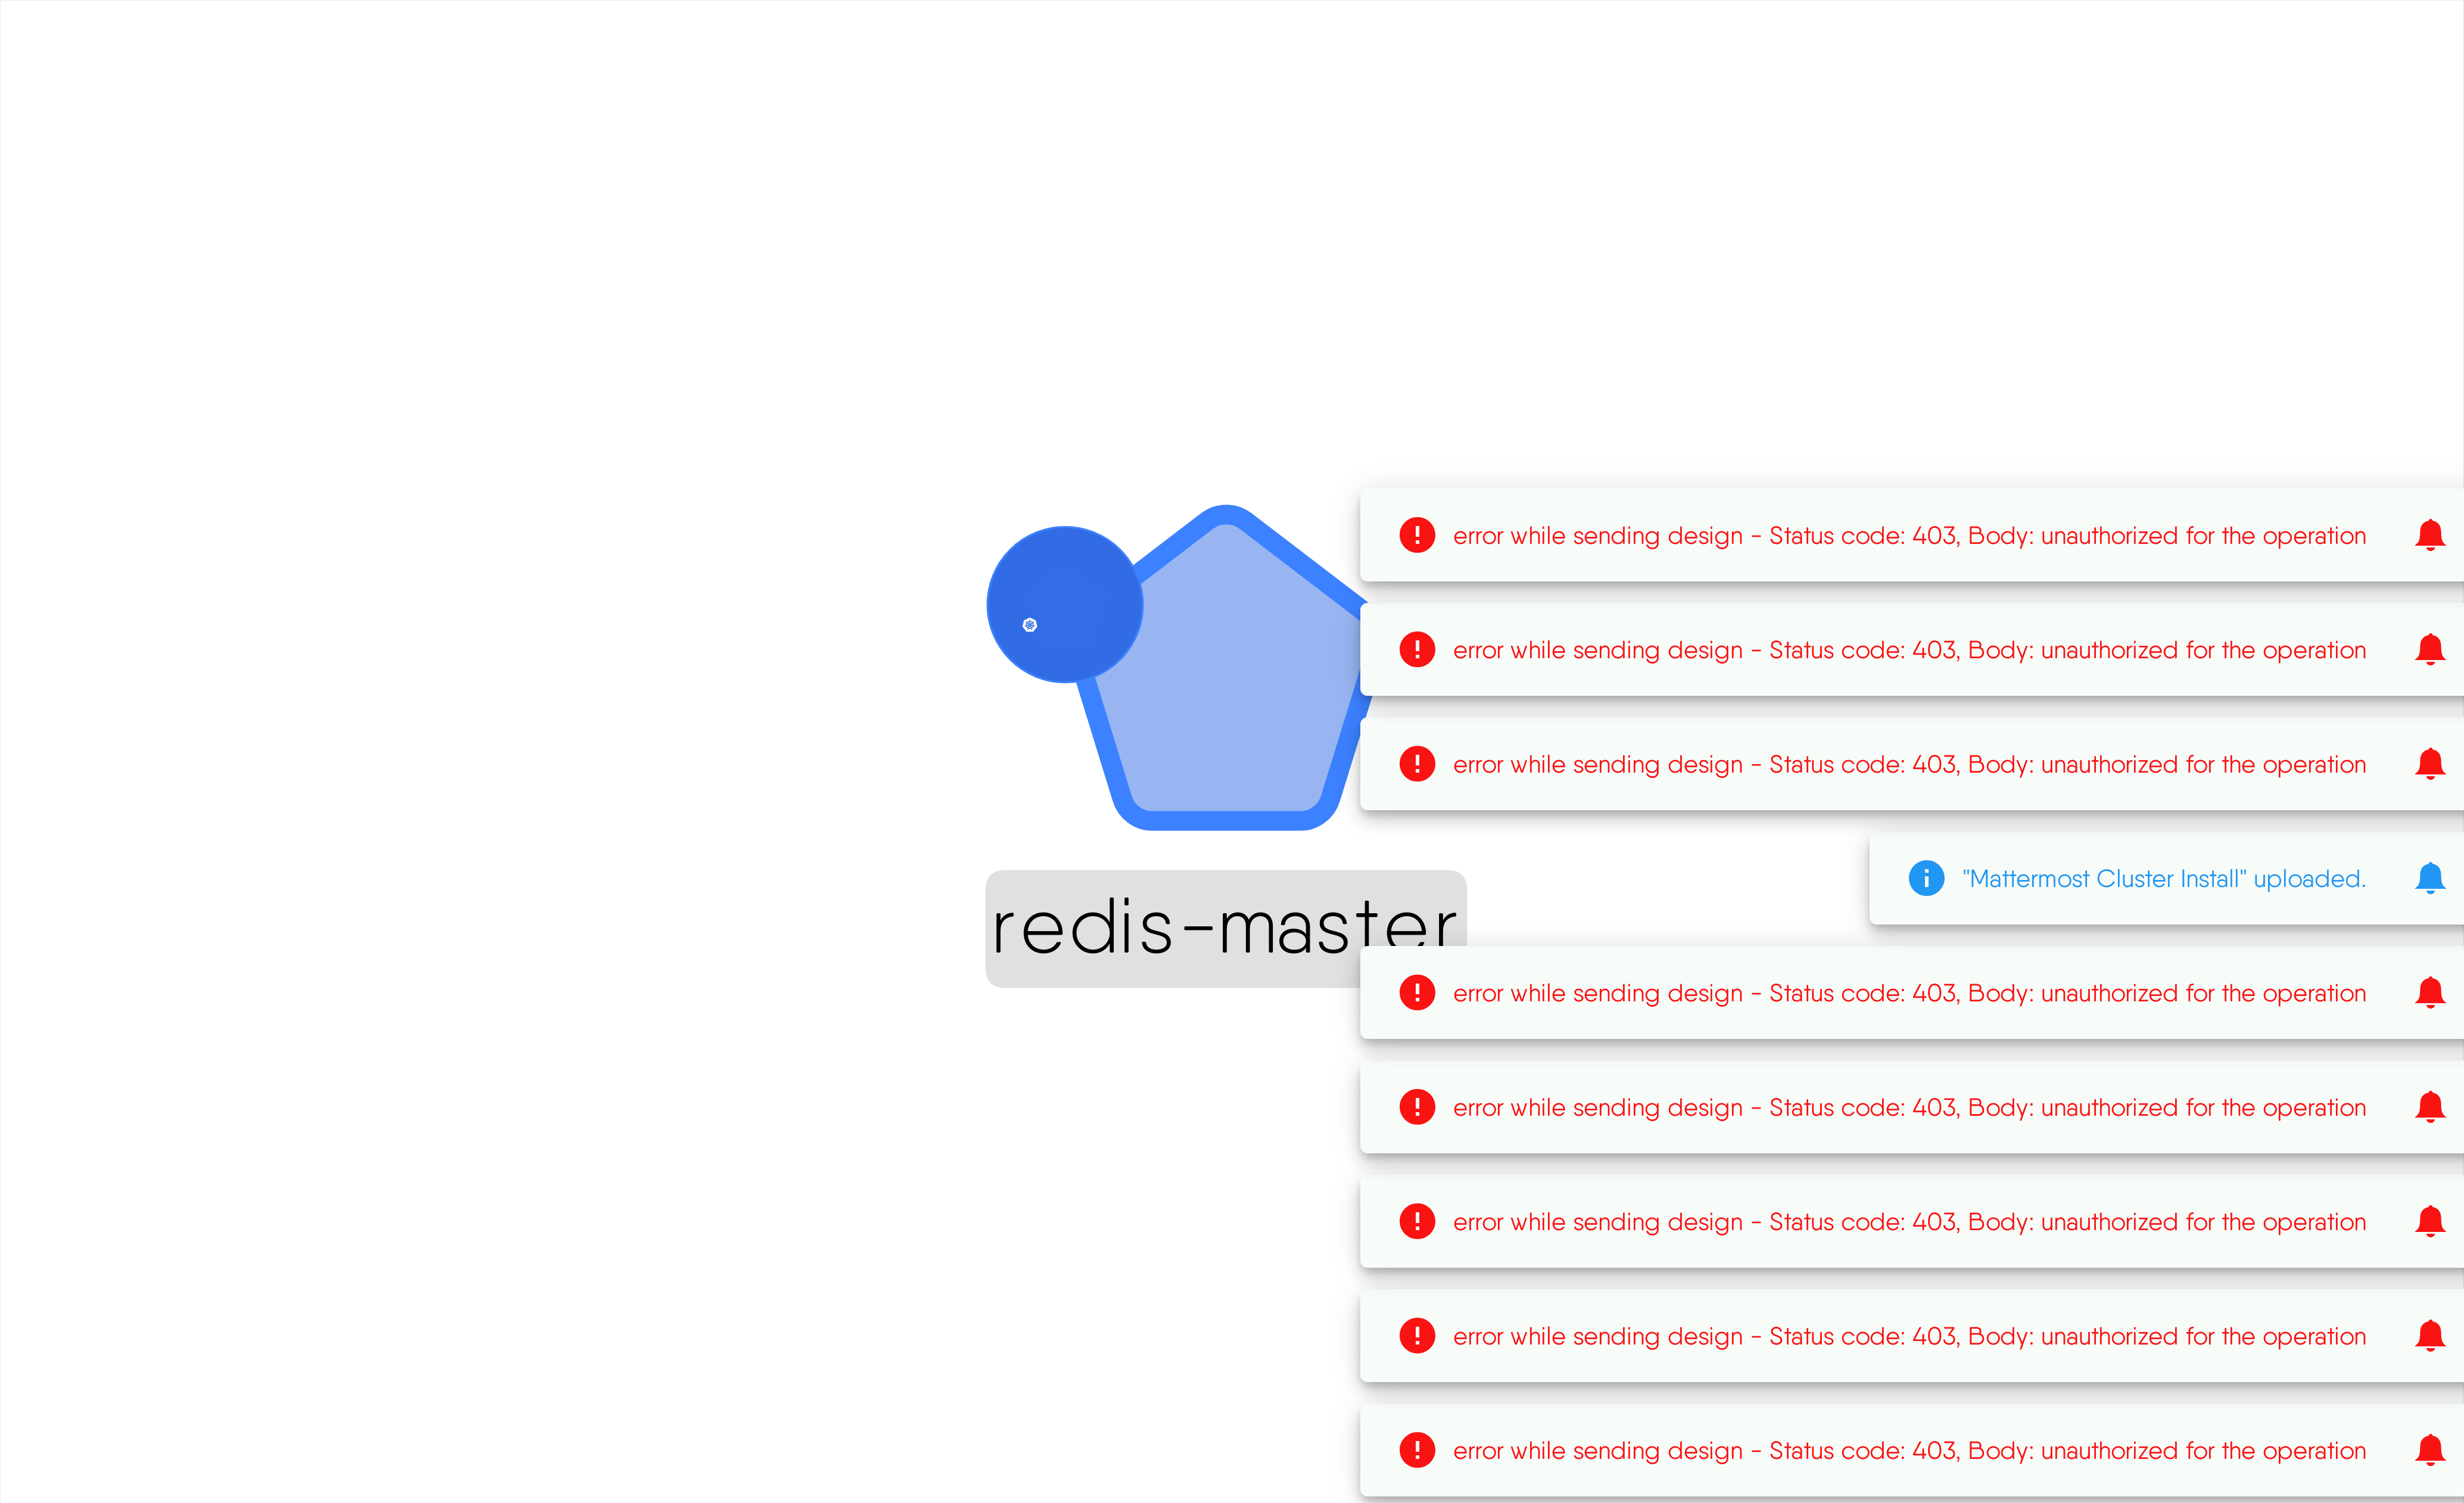 error while sending design - Status code: 403, Body: unauthorized for the operation
error while sending design - Status code: 403, Body: unauthorized for the operation
error while sending design - Status code: 403, Body: unauthorized for the operation
"Mattermost Cluster Install" uploaded.
redis-master
error while sending design - Status code: 403, Body: unauthorized for the operation
error while sending design - Status code: 403, Body: unauthorized for the operation
error while sending design - Status code: 403, Body: unauthorized for the operation
error while sending design - Status code: 403, Body: unauthorized for the operation
error while sending design - Status code: 403, Body: unauthorized for the operation